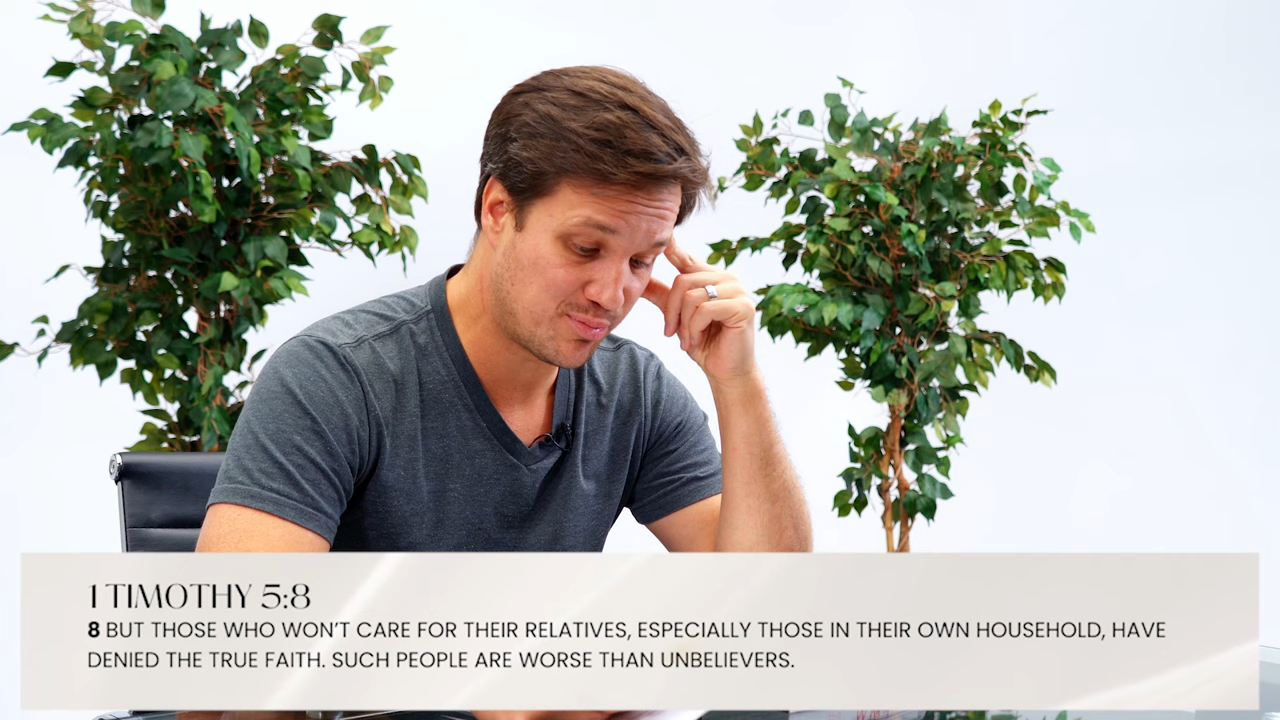 1 TIMOTHY 5:8
8 BUT THOSE WHO WON'T CARE FOR THEIR RELATIVES, ESPECIALLY THOSE IN THEIR OWN HOUSEHOLD, HAVE
DENIED THE TRUE FAITH. SUCH PEOPLE ARE WORSE THAN UNBELIEVERS.